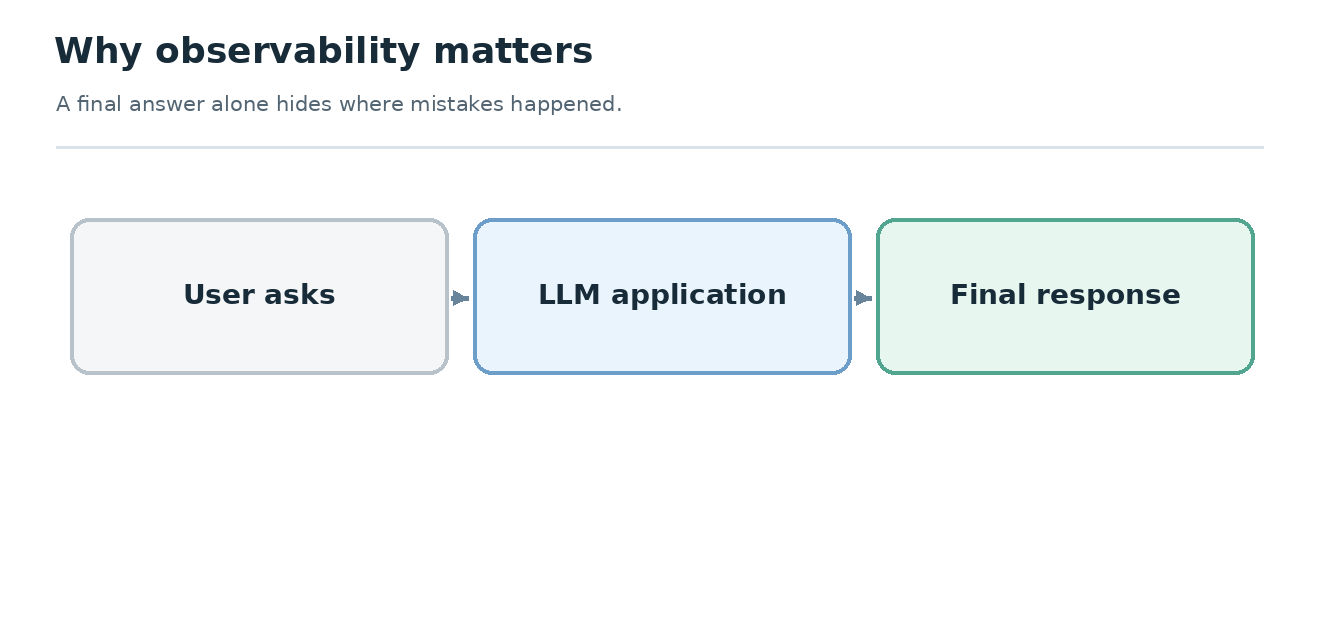 Why observability matters
A final answer alone hides where mistakes happened.
User asks
LLM application
Final response